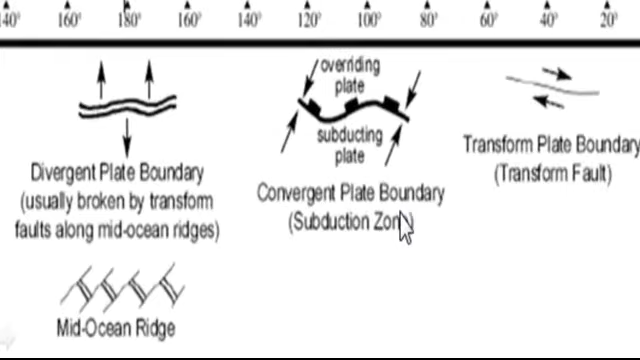 140° 160° 180° 160° 140° 120° 100° 80° 60° 40° 20°
overriding
plate
subducting
plate
Divergent Plate Boundary
(usually broken by transform
faults along mid-ocean ridges)
Convergent Plate Boundary
(Subduction Zone)
Transform Plate Boundary
(Transform Fault)
Mid-Ocean Ridge